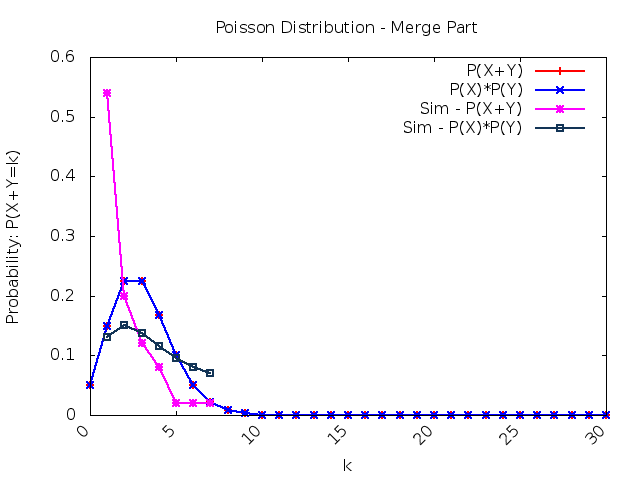 Poisson Distribution - Merge Part
0.6
0.5
0.4
0.3
0.2
0.1
0
Probability: P(X+Y=k)
P(X+Y)
P(X)*P(Y)
Sim - P(X+Y)
Sim - P(X)*P(Y)
0
5
10
15
20
25
30
k